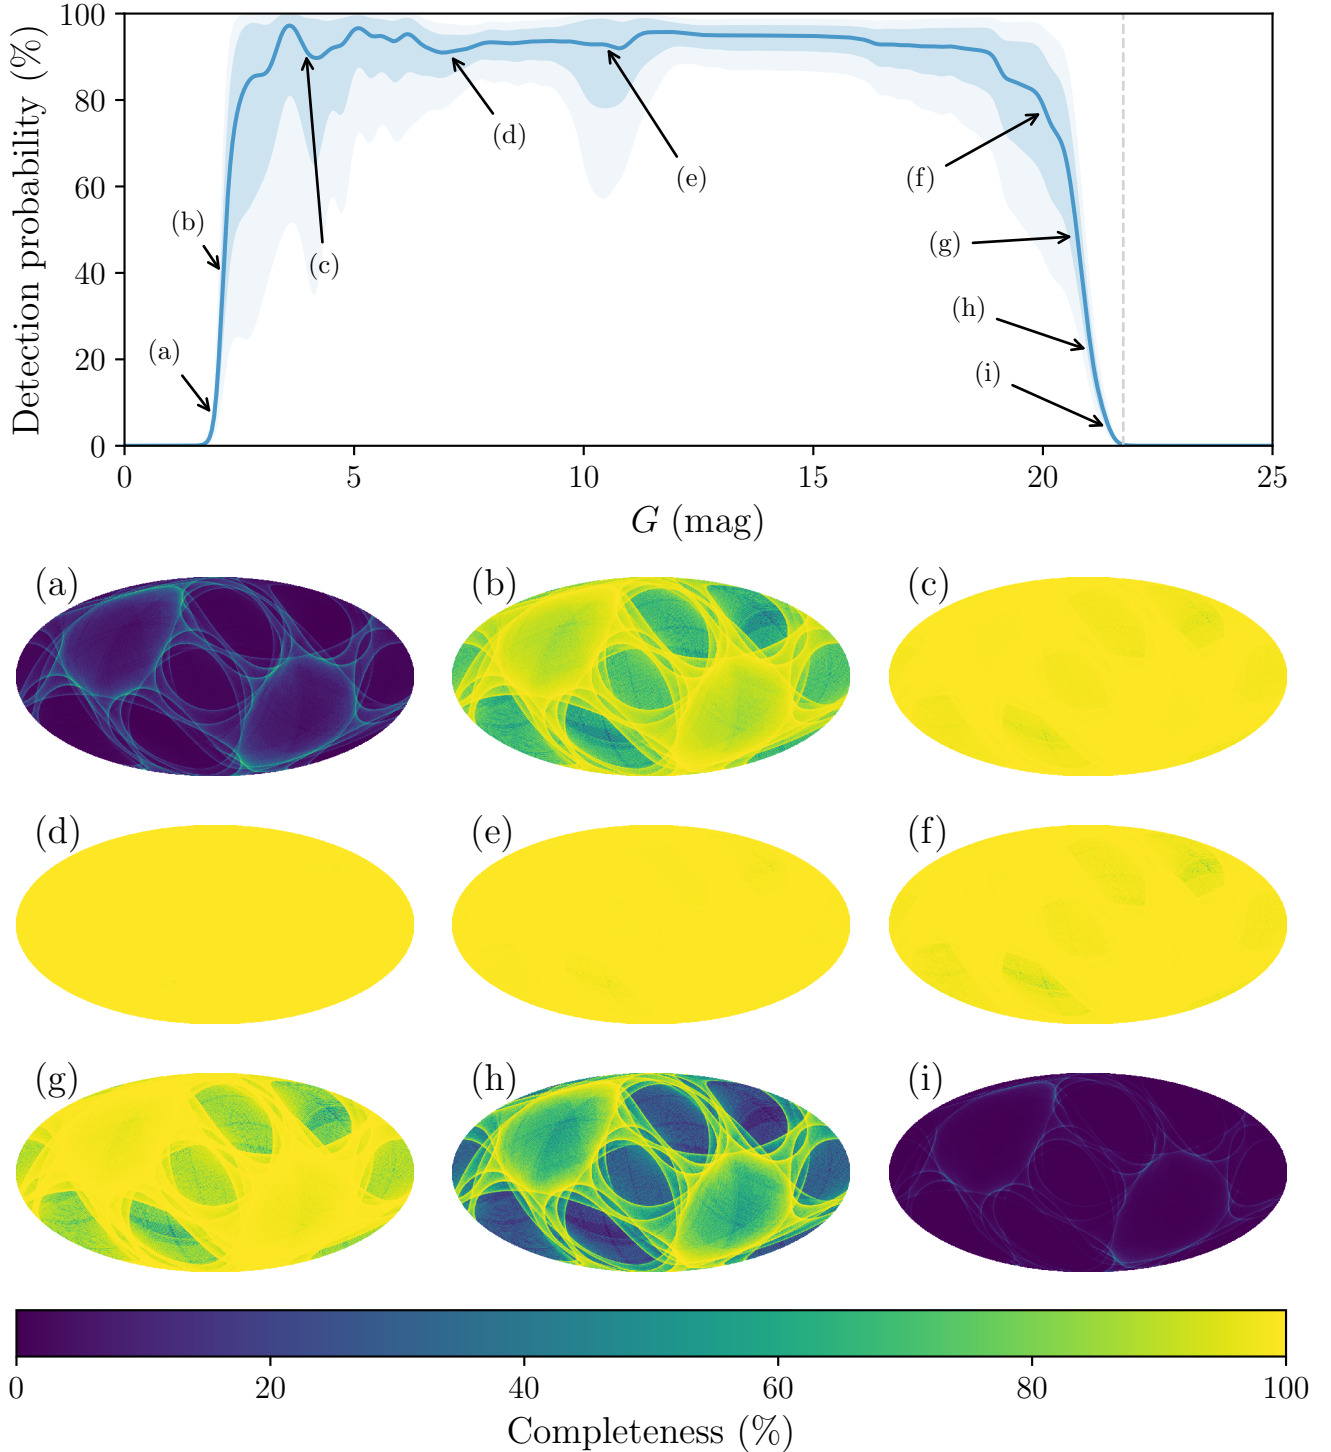 Detection probability (%)
100
80
60
40
20
0
(a)
(b)
(c)
(d)
(e)
(f)
(g)
(h)
(i)
0 5 10 15 20 25
G (mag)
(a) (b) (c)
(d) (e) (f)
(g) (h) (i)
0 20 40 60 80 100
Completeness (%)